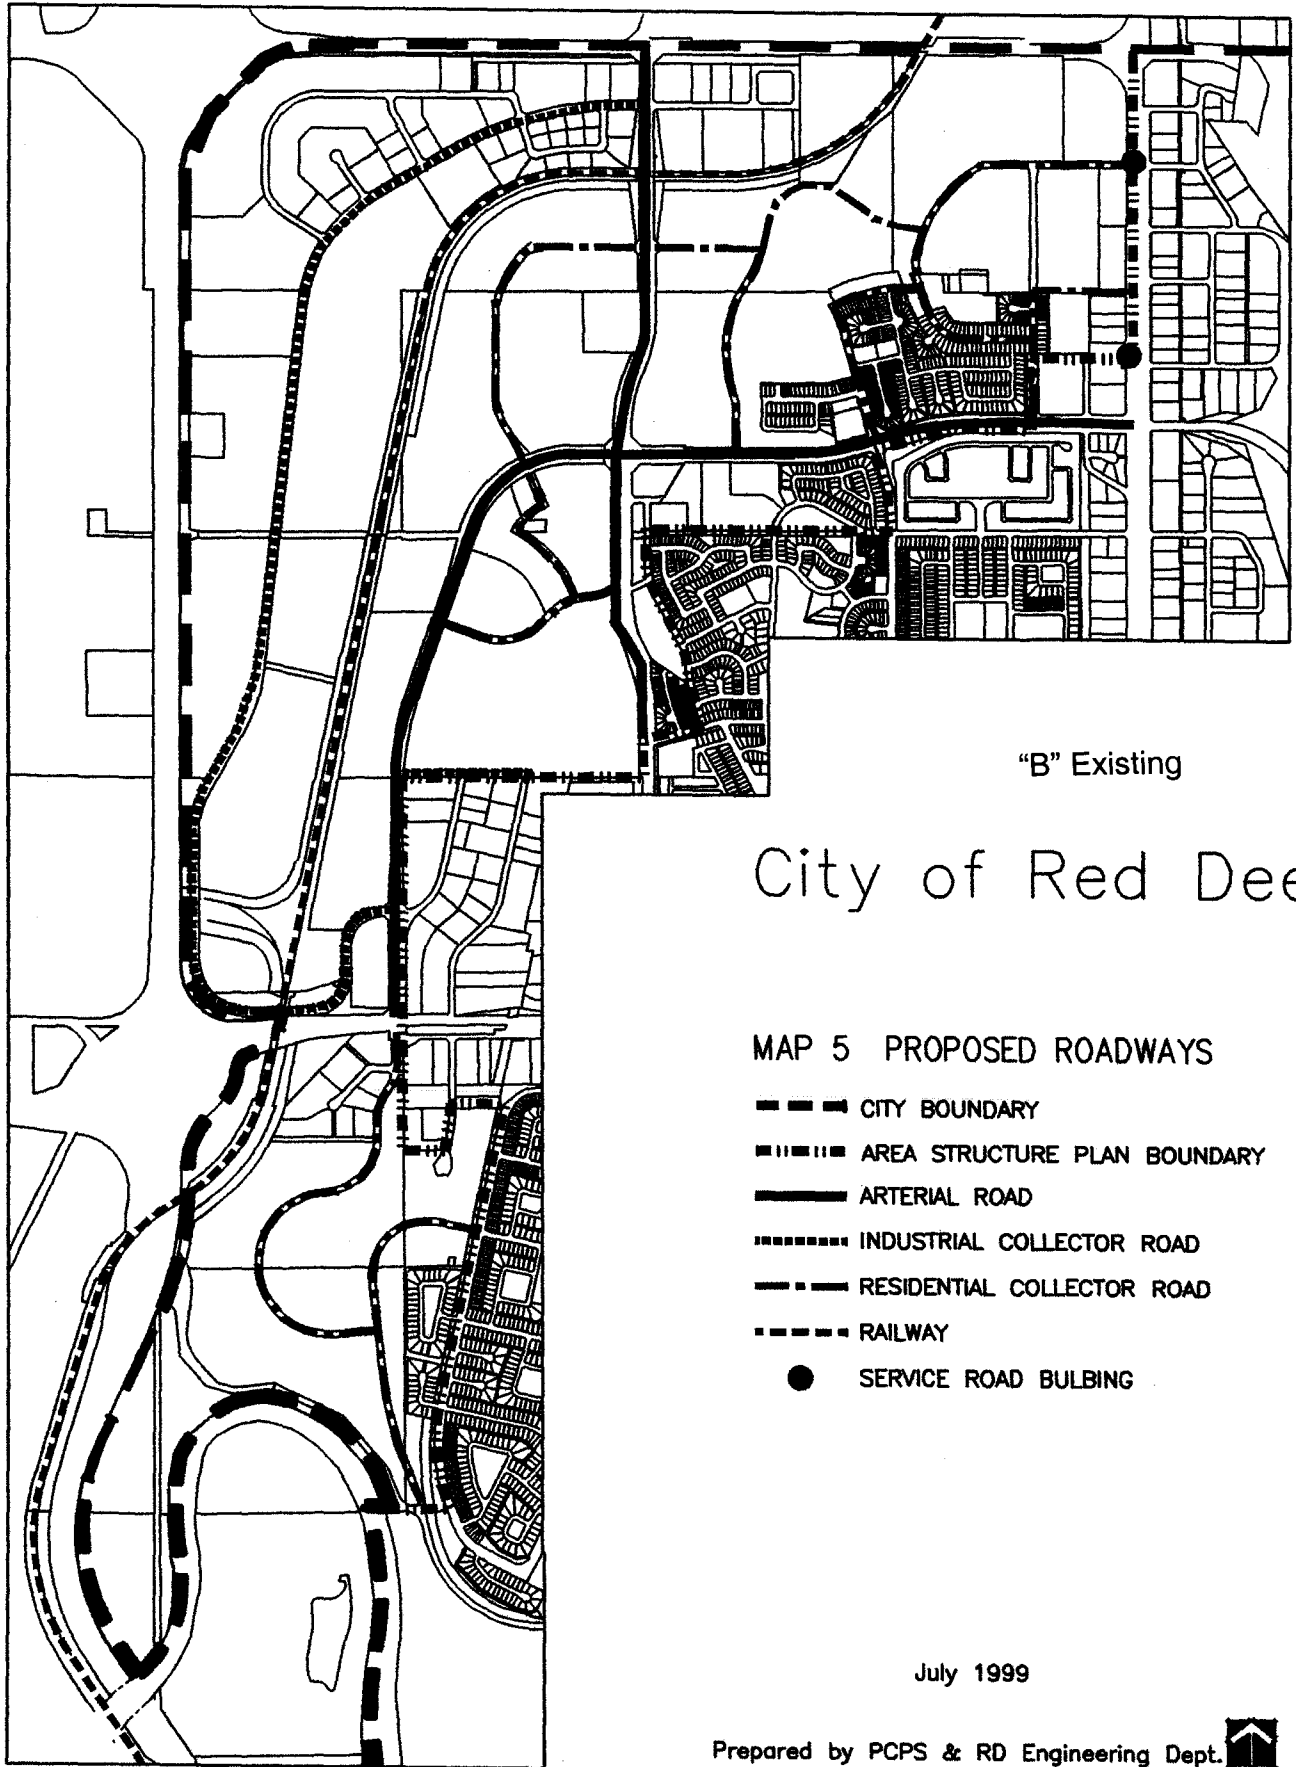 "B" Existing
City of Red Dee
MAP 5 PROPOSED ROADWAYS
CITY BOUNDARY
AREA STRUCTURE PLAN BOUNDARY
ARTERIAL ROAD
INDUSTRIAL COLLECTOR ROAD
RESIDENTIAL COLLECTOR ROAD
RAILWAY
SERVICE ROAD BULBING
July 1999
Prepared by PCPS & RD Engineering Dept.